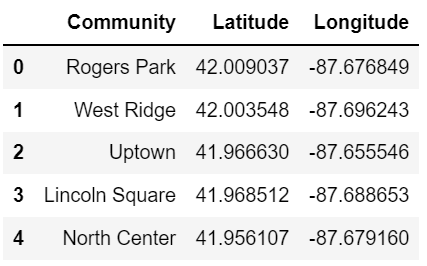 Community Latitude Longitude
0 Rogers Park 42.009037 -87.676849
1 West Ridge 42.003548 -87.696243
2 Uptown 41.966630 -87.655546
3 Lincoln Square 41.968512 -87.688653
4 North Center 41.956107 -87.679160